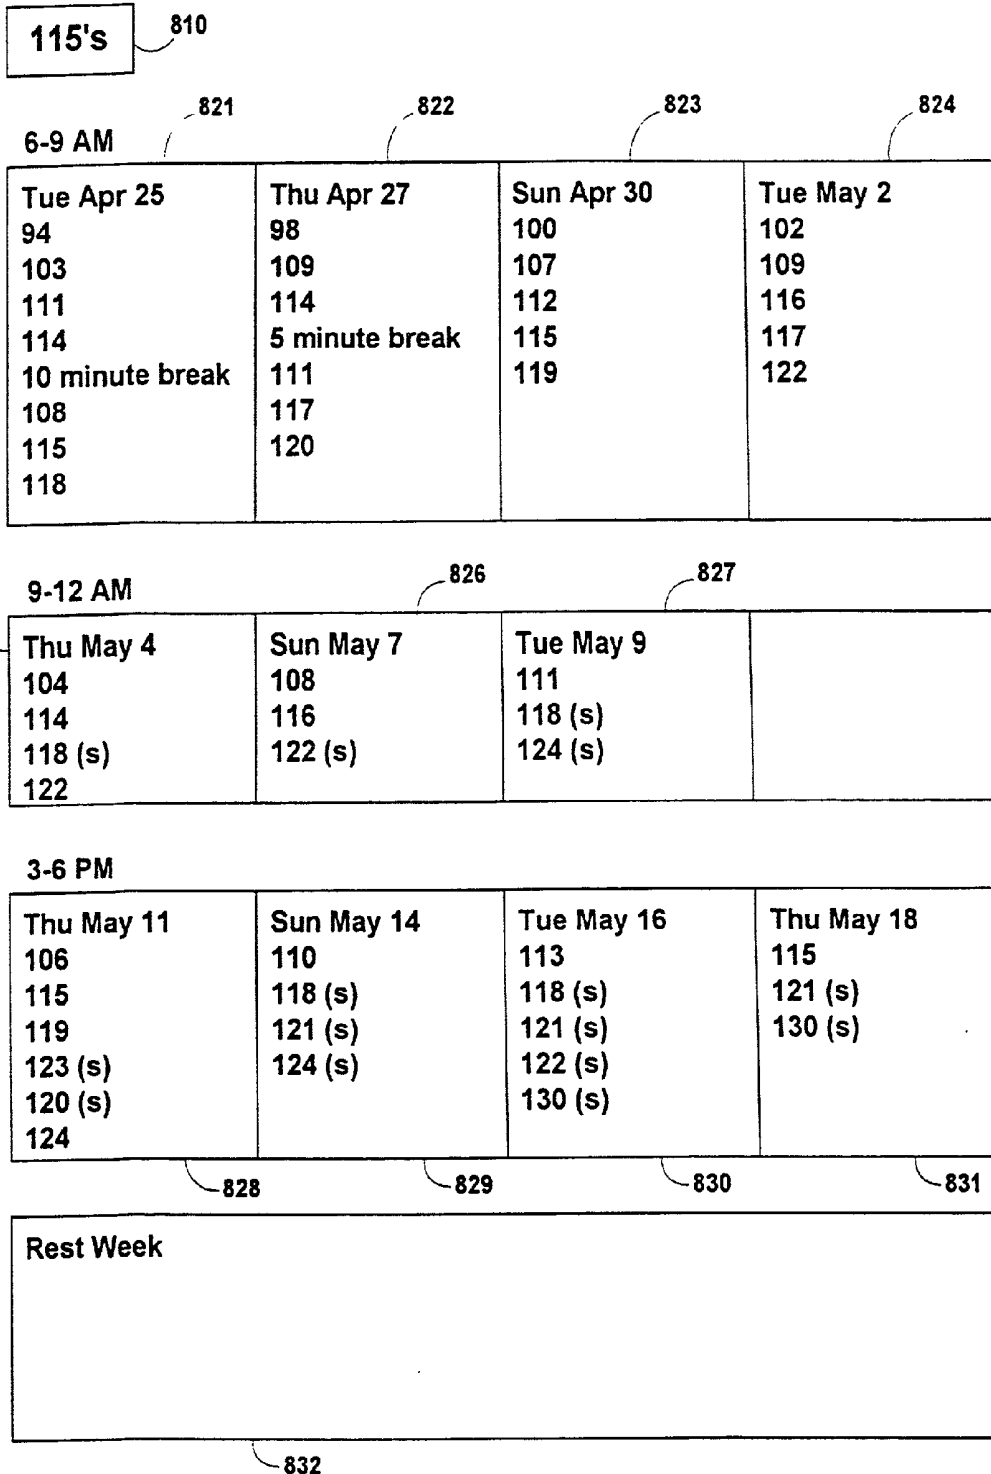 115's
810
821
822
823
824
6-9 AM
Tue Apr 25
94
103
111
114
10 minute break
108
115
118
Thu Apr 27
98
109
114
5 minute break
111
117
120
Sun Apr 30
100
107
112
115
119
Tue May 2
102
109
116
117
122
826
827
9-12 AM
Thu May 4
104
114
118 (s)
122
Sun May 7
108
116
122 (s)
Tue May 9
111
118 (s)
124 (s)
3-6 PM
Thu May 11
106
115
119
123 (s)
120 (s)
124
Sun May 14
110
118 (s)
121 (s)
124 (s)
Tue May 16
113
118 (s)
121 (s)
122 (s)
130 (s)
Thu May 18
115
121 (s)
130 (s)
828
829
830
831
Rest Week
832